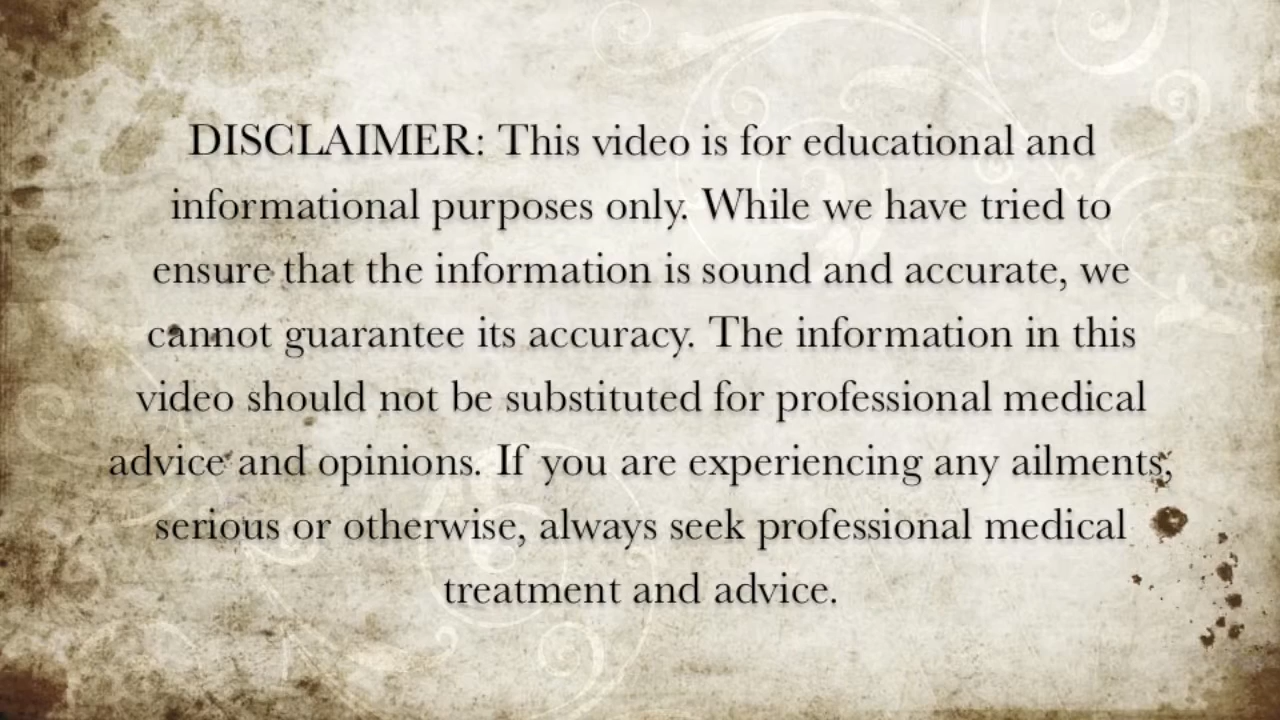 DISCLAIMER: This video is for educational and
informational purposes only. While we have tried to
ensure that the information is sound and accurate, we
cannot guarantee its accuracy. The information in this
video should not be substituted for professional medical
advice and opinions. If you are experiencing any ailments,
serious or otherwise, always seek professional medical
treatment and advice.